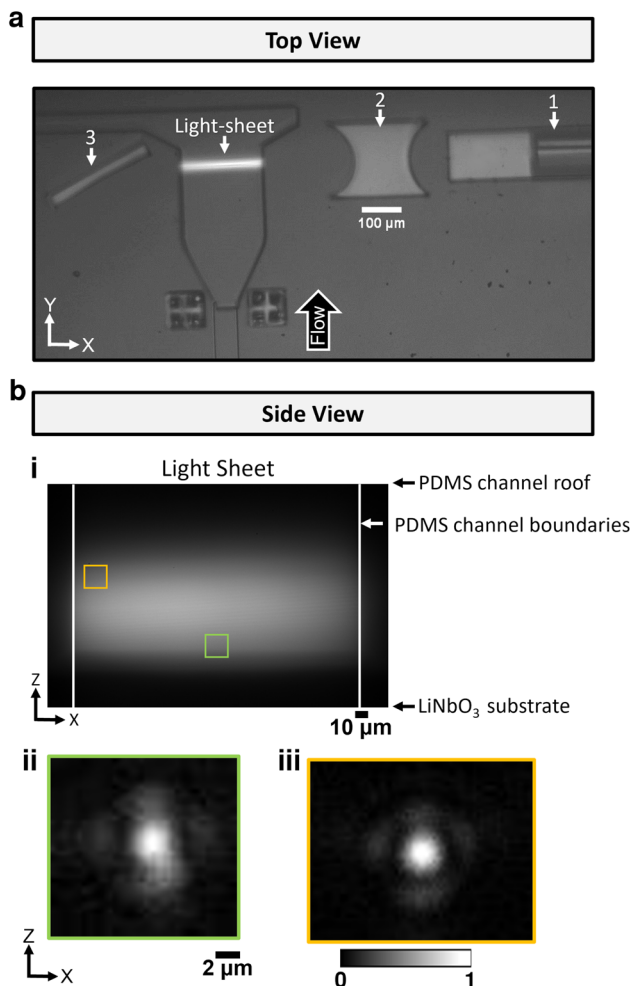 a
Top View
3
Light-sheet
2
1
100 µm
Y
X
Flow
b
Side View
i
Light Sheet
PDMS channel roof
PDMS channel boundaries
Z
X
LiNbO₃ substrate
10 µm
ii
iii
Z
X
2 µm
0
1